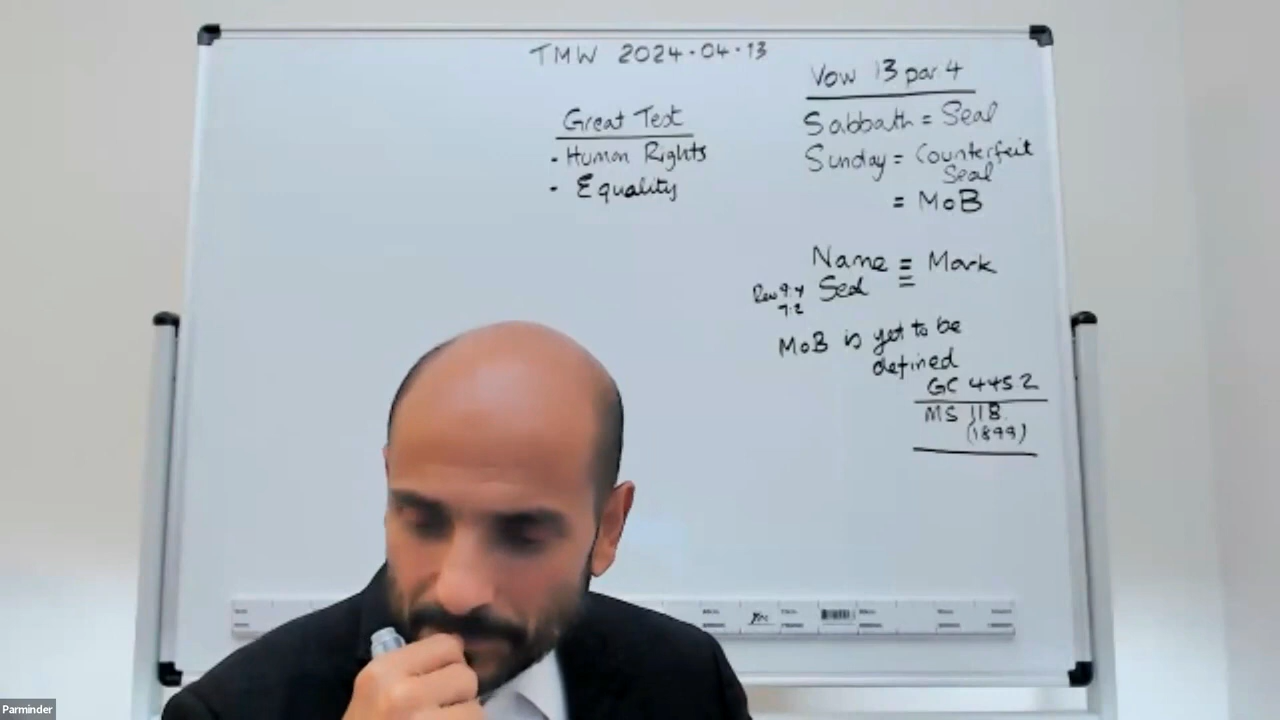 TMW 2024·04·13
Great Test
· Human Rights
· Equality
Vow 13 par 4
Sabbath = Seal
Sunday = Counterfeit
Seal
= MoB
Name = Mark
Rev 9:4 Seal =
7:2
MoB is yet to be
defined
GC 445 2
MS 118.
(1899)
Parminder